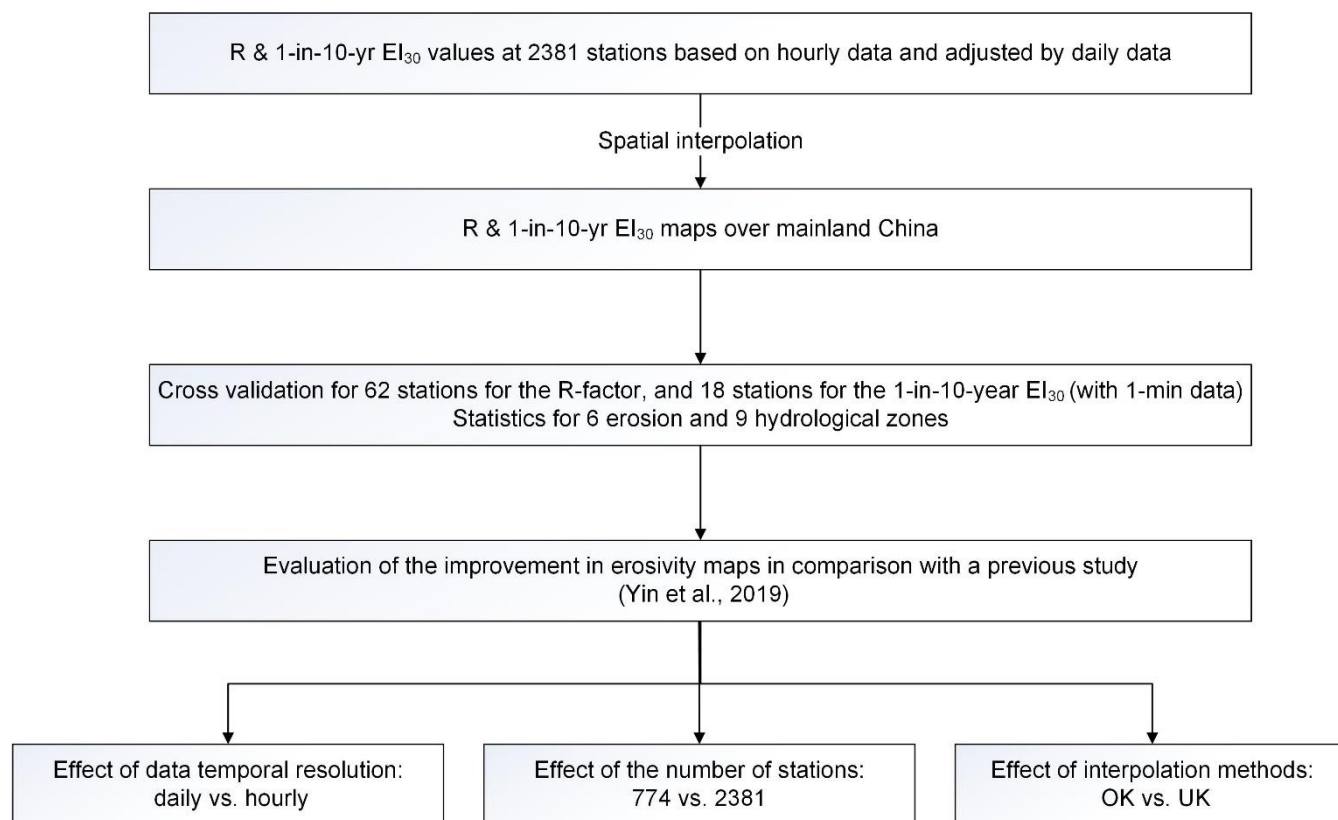 R & 1-in-10-yr EI₃₀ values at 2381 stations based on hourly data and adjusted by daily data
Spatial interpolation
R & 1-in-10-yr EI₃₀ maps over mainland China
Cross validation for 62 stations for the R-factor, and 18 stations for the 1-in-10-year EI₃₀ (with 1-min data)
Statistics for 6 erosion and 9 hydrological zones
Evaluation of the improvement in erosivity maps in comparison with a previous study
(Yin et al., 2019)
Effect of data temporal resolution:
daily vs. hourly
Effect of the number of stations:
774 vs. 2381
Effect of interpolation methods:
OK vs. UK